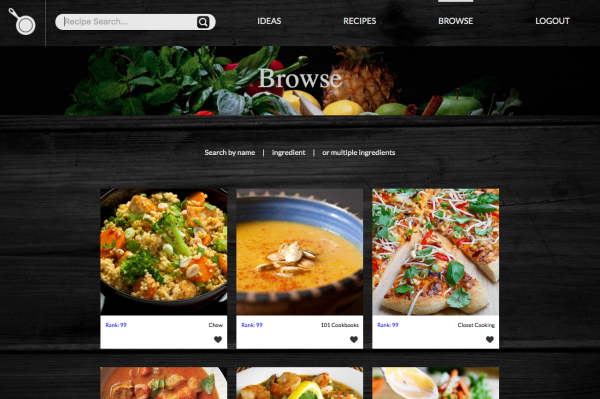 Recipe Search...
IDEAS
RECIPES
BROWSE
LOGOUT
Browse
Search by name | Ingredient | or multiple ingredients
Rank: 99 Chow
Rank: 99 101 Cookbooks
Rank: 99 Closet Cooking